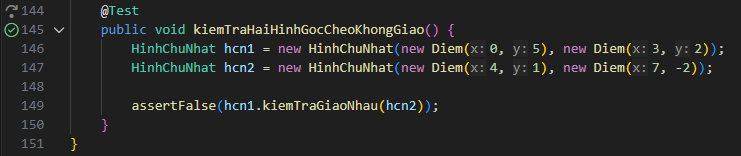 144 @Test
145 public void kiemTraHaiHinhGocCheoKhongGiao() {
146 HinhChuNhat hcn1 = new HinhChuNhat(new Diem(x:0, y:5), new Diem(x:3, y:2));
147 HinhChuNhat hcn2 = new HinhChuNhat(new Diem(x:4, y:1), new Diem(x:7, -2));
148
149 assertFalse(hcn1.kiemTraGiaoNhau(hcn2));
150 }
151 }